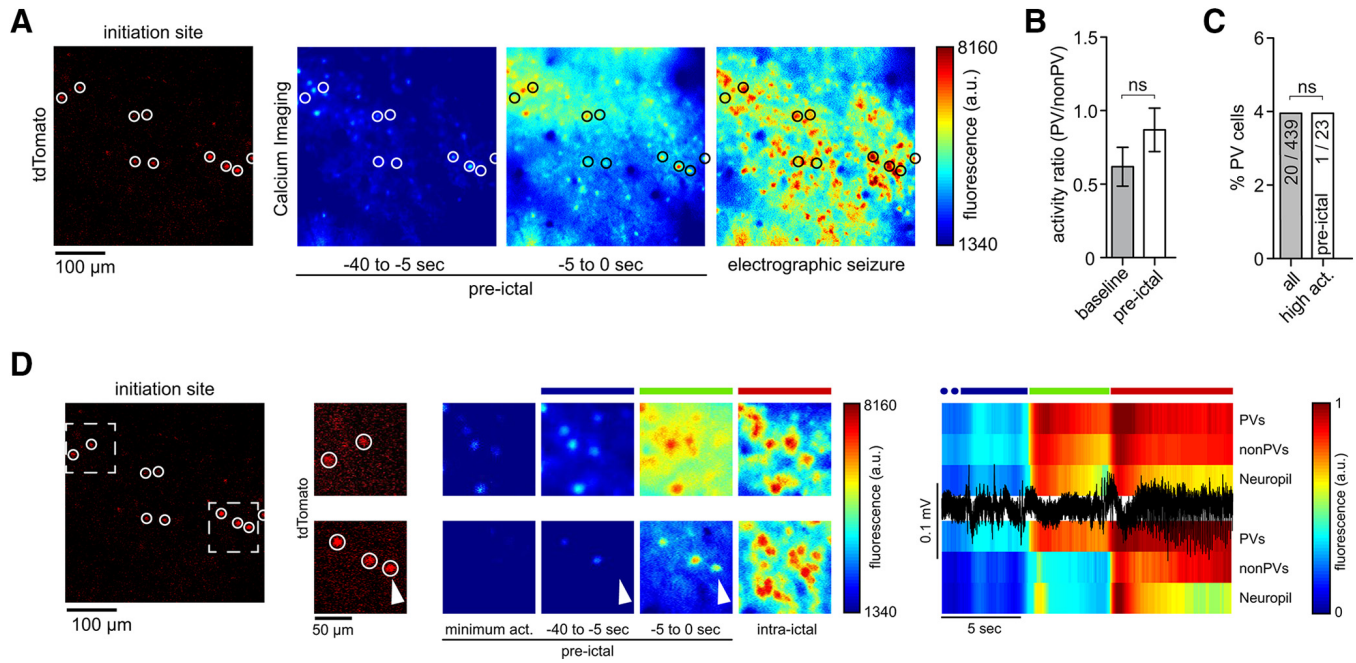 A
initiation site
tdTomato
100 µm
Calcium Imaging
-40 to -5 sec
-5 to 0 sec
electrographic seizure
pre-ictal
8160
fluorescence (a.u.)
1340
B
activity ratio (PV/nonPV)
1.5
1.0
0.5
0
ns
baseline
pre-ictal
C
% PV cells
6
4
2
0
ns
20 / 439
1 / 23
pre-ictal
all
high act.
D
initiation site
100 µm
tdTomato
50 µm
minimum act.
-40 to -5 sec
-5 to 0 sec
intra-ictal
pre-ictal
8160
fluorescence (a.u.)
1340
0.1 mV
PVs
nonPVs
Neuropil
PVs
nonPVs
Neuropil
5 sec
1
fluorescence (a.u.)
0